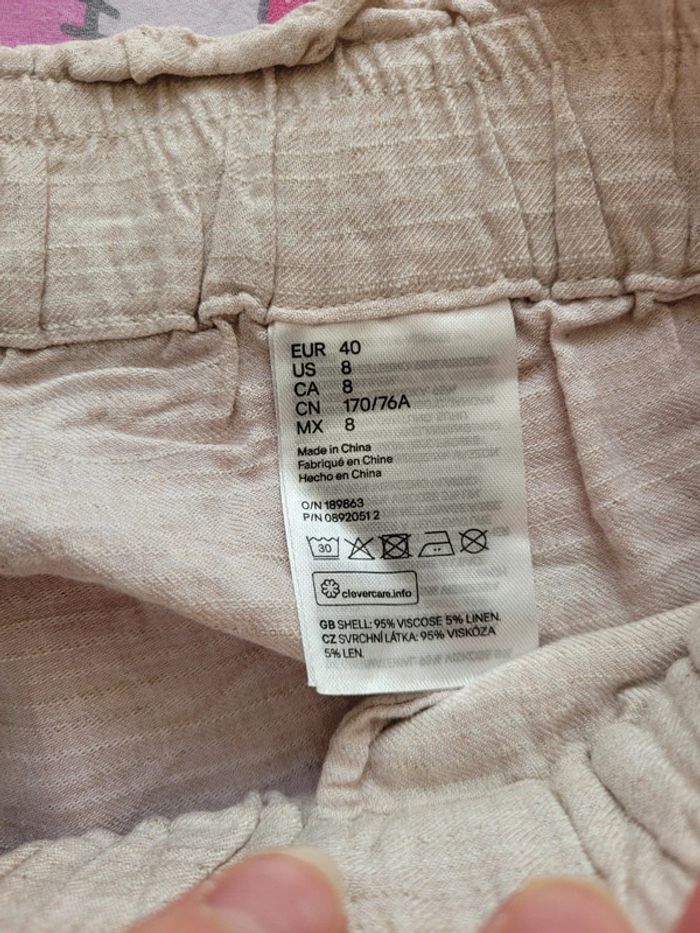 EUR 40
US 8
CA 8
CN 170/76A
MX 8
Made in China
Fabriqué en Chine
Hecho en China
O/N 189863
P/N 0892051 2
30
clevercare.info
GB SHELL: 95% VISCOSE 5% LINEN.
CZ SVRCHNÍ LÁTKA: 95% VISKÓZA
5% LEN.